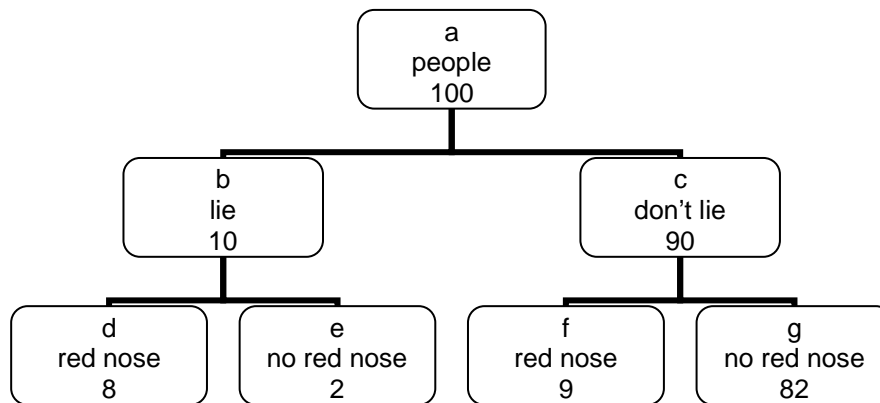 a
people
100
b
lie
10
c
don't lie
90
d
red nose
8
e
no red nose
2
f
red nose
9
g
no red nose
82